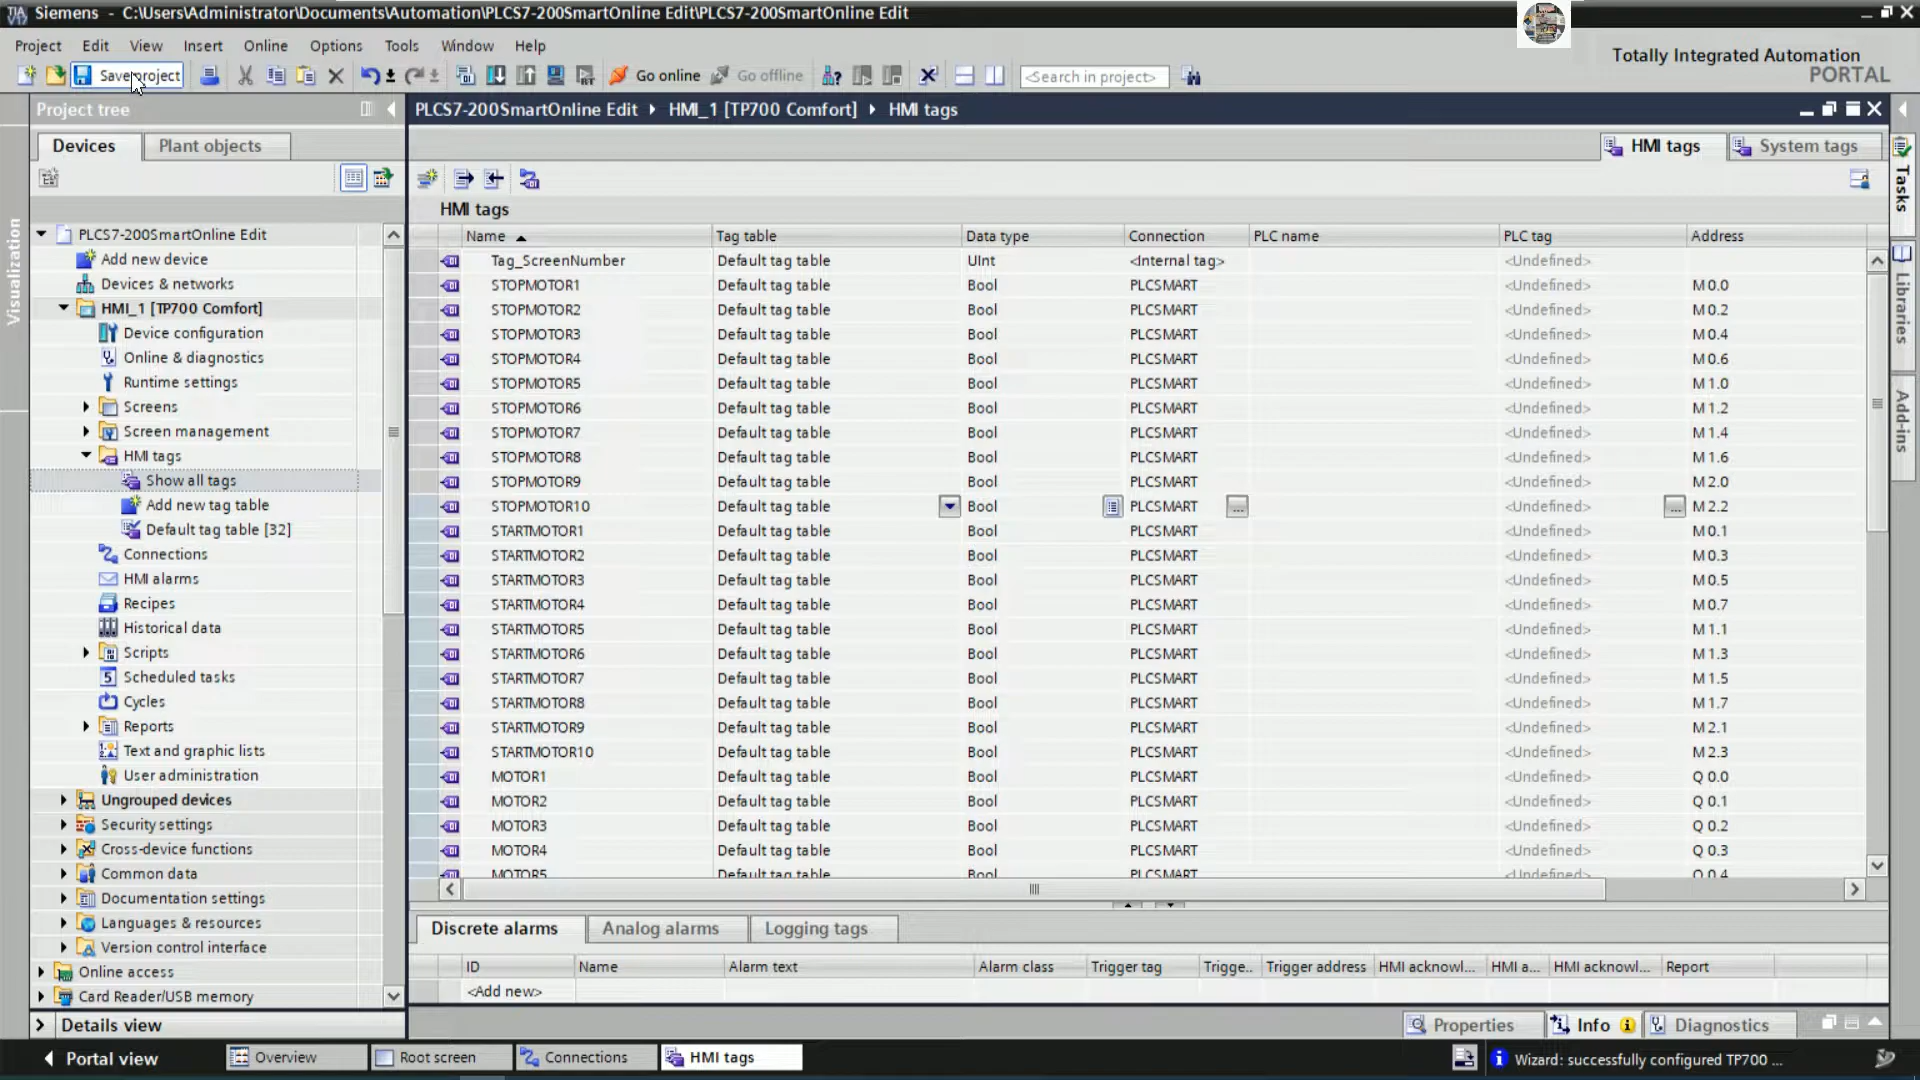 Siemens - C:\Users\Administrator\Documents\Automation\PLCS7-200SmartOnline Edit\PLCS7-200SmartOnline Edit
Project Edit View Insert Online Options Tools Window Help
Totally Integrated Automation
PORTAL
Save project Go online Go offline <Search in project>
Project tree
PLCS7-200SmartOnline Edit HMI_1 [TP700 Comfort] HMI tags
Devices Plant objects
HMI tags System tags
HMI tags
Name Tag table Data type Connection PLC name PLC tag Address
Tag_ScreenNumber Default tag table UInt <Internal tag> <Undefined>
STOPMOTOR1 Default tag table Bool PLCSMART <Undefined> M 0.0
STOPMOTOR2 Default tag table Bool PLCSMART <Undefined> M 0.2
STOPMOTOR3 Default tag table Bool PLCSMART <Undefined> M 0.4
STOPMOTOR4 Default tag table Bool PLCSMART <Undefined> M 0.6
STOPMOTOR5 Default tag table Bool PLCSMART <Undefined> M 1.0
STOPMOTOR6 Default tag table Bool PLCSMART <Undefined> M 1.2
STOPMOTOR7 Default tag table Bool PLCSMART <Undefined> M 1.4
STOPMOTOR8 Default tag table Bool PLCSMART <Undefined> M 1.6
STOPMOTOR9 Default tag table Bool PLCSMART <Undefined> M 2.0
STOPMOTOR10 Default tag table Bool PLCSMART ... <Undefined> ... M 2.2
STARTMOTOR1 Default tag table Bool PLCSMART <Undefined> M 0.1
STARTMOTOR2 Default tag table Bool PLCSMART <Undefined> M 0.3
STARTMOTOR3 Default tag table Bool PLCSMART <Undefined> M 0.5
STARTMOTOR4 Default tag table Bool PLCSMART <Undefined> M 0.7
STARTMOTOR5 Default tag table Bool PLCSMART <Undefined> M 1.1
STARTMOTOR6 Default tag table Bool PLCSMART <Undefined> M 1.3
STARTMOTOR7 Default tag table Bool PLCSMART <Undefined> M 1.5
STARTMOTOR8 Default tag table Bool PLCSMART <Undefined> M 1.7
STARTMOTOR9 Default tag table Bool PLCSMART <Undefined> M 2.1
STARTMOTOR10 Default tag table Bool PLCSMART <Undefined> M 2.3
MOTOR1 Default tag table Bool PLCSMART <Undefined> Q 0.0
MOTOR2 Default tag table Bool PLCSMART <Undefined> Q 0.1
MOTOR3 Default tag table Bool PLCSMART <Undefined> Q 0.2
MOTOR4 Default tag table Bool PLCSMART <Undefined> Q 0.3
MOTOR5 Default tag table Bool PLCSMART <Undefined> Q 0.4
PLCS7-200SmartOnline Edit
Add new device
Devices & networks
HMI_1 [TP700 Comfort]
Device configuration
Online & diagnostics
Runtime settings
Screens
Screen management
HMI tags
Show all tags
Add new tag table
Default tag table [32]
Connections
HMI alarms
Recipes
Historical data
Scripts
Scheduled tasks
Cycles
Reports
Text and graphic lists
User administration
Ungrouped devices
Security settings
Cross-device functions
Common data
Documentation settings
Languages & resources
Version control interface
Online access
Card Reader/USB memory
Details view
Visualization
Tasks
Libraries
Add-ins
Discrete alarms Analog alarms Logging tags
ID Name Alarm text Alarm class Trigger tag Trigge.. Trigger address HMI acknowl... HMI a... HMI acknowl... Report
<Add new>
Properties Info Diagnostics
Portal view Overview Root screen Connections HMI tags Wizard: successfully configured TP700 ...